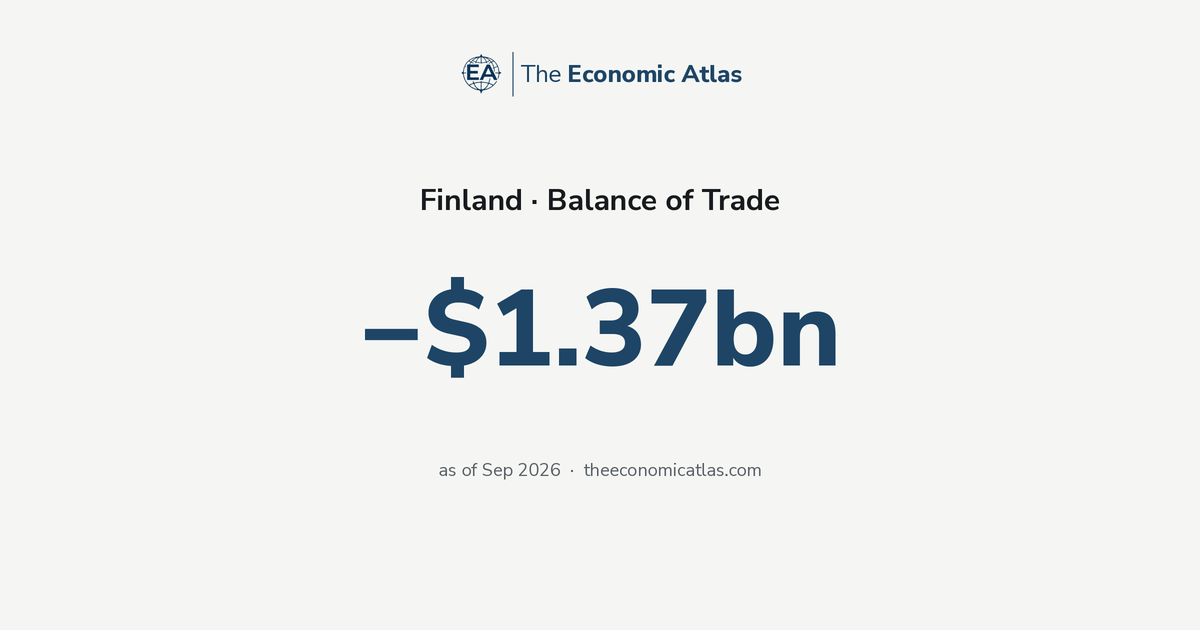 EA The Economic Atlas
Finland · Balance of Trade
−$1.37bn
as of Sep 2026 · theeconomicatlas.com